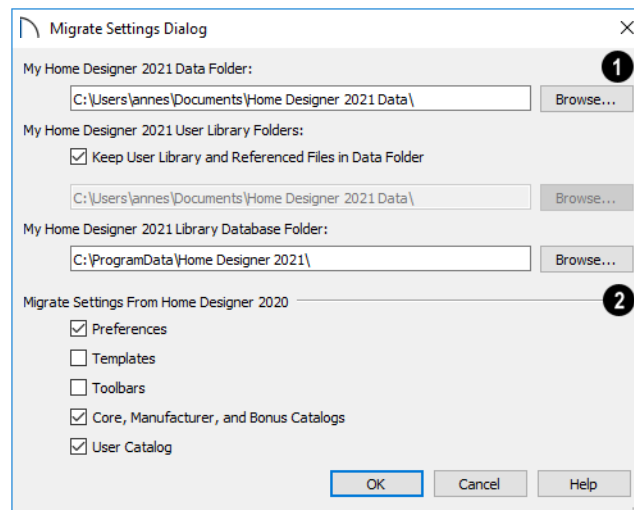 Migrate Settings Dialog
My Home Designer 2021 Data Folder:
1
C:\Users\annes\Documents\Home Designer 2021 Data\
Browse...
My Home Designer 2021 User Library Folders:
Keep User Library and Referenced Files in Data Folder
C:\Users\annes\Documents\Home Designer 2021 Data\
Browse...
My Home Designer 2021 Library Database Folder:
C:\ProgramData\Home Designer 2021\
Browse...
Migrate Settings From Home Designer 2020
2
Preferences
Templates
Toolbars
Core, Manufacturer, and Bonus Catalogs
User Catalog
OK
Cancel
Help